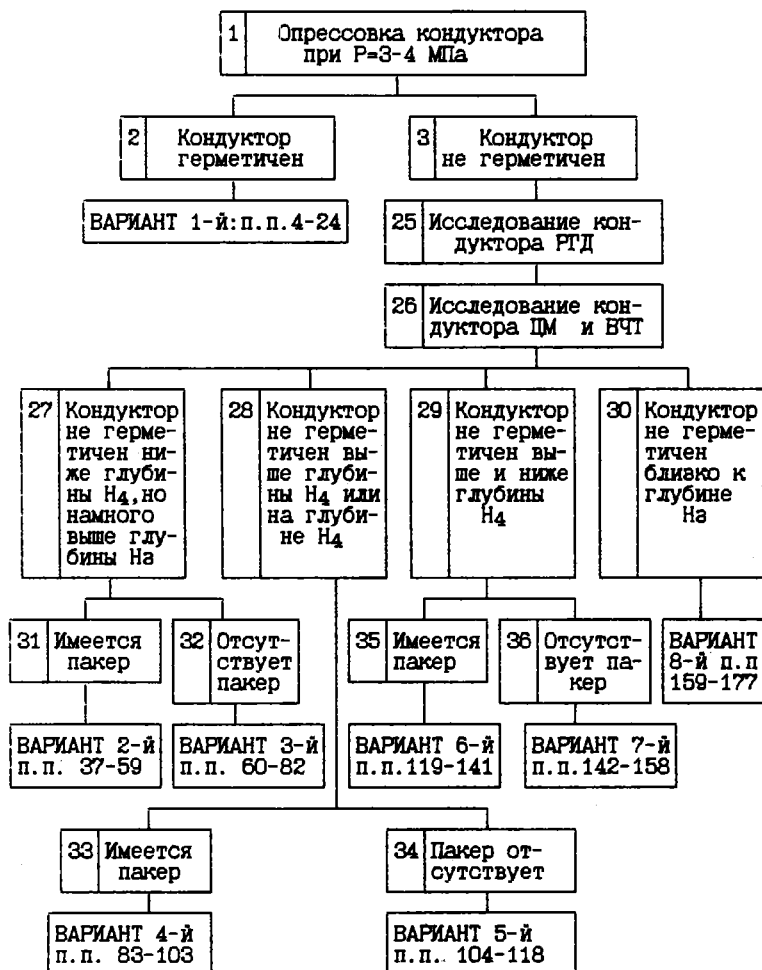 1 Опрессовка кондуктора
при Р=3-4 МПа
2 Кондуктор
герметичен
3 Кондуктор
не герметичен
ВАРИАНТ 1-й:п.п.4-24
25 Исследование кон-
дуктора РГД
26 Исследование кон-
дуктора ЦМ и ВЧТ
27 Кондуктор
не герме-
тичен ни-
же глуби-
ны Н₄,но
намного
выше глу-
бины На
28 Кондуктор
не герме-
тичен вы-
ше глуби-
ны Н₄ или
на глуби-
не Н₄
29 Кондуктор
не герме-
тичен вы-
ше и ниже
глубины
Н₄
30 Кондуктор
не герме-
тичен
близко к
глубине
На
31 Имеется
пакер
32 Отсут-
ствует
пакер
35 Имеется
пакер
36 Отсутст-
вует па-
кер
ВАРИАНТ
8-й п.п
159-177
ВАРИАНТ 2-й
п.п. 37-59
ВАРИАНТ 3-й
п.п. 60-82
ВАРИАНТ 6-й
п.п.119-141
ВАРИАНТ 7-й
п.п.142-158
33 Имеется
пакер
34 Пакер от-
сутствует
ВАРИАНТ 4-й
п.п. 83-103
ВАРИАНТ 5-й
п.п. 104-118